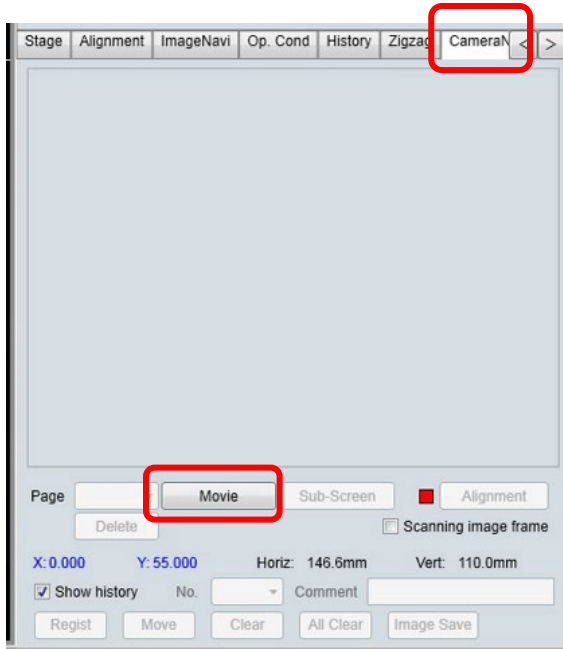 Stage Alignment ImageNavi Op. Cond History Zigzag CameraN < >
Page Movie Sub-Screen Alignment
Delete Scanning image frame
X: 0.000 Y: 55.000 Horiz: 146.6mm Vert: 110.0mm
Show history No. Comment
Regist Move Clear All Clear Image Save